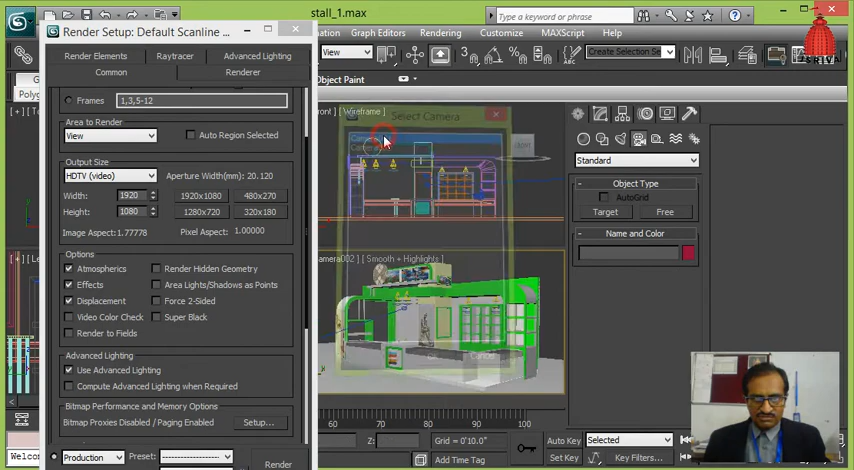 stall_1.max
Type a keyword or phrase
Render Setup: Default Scanline
Animation Graph Editors Rendering Customize MAXScript Help
Render Elements Raytracer Advanced Lighting
Common Renderer
View
Create Selection Se
Object Paint
Frames 1,3,5-12
Area to Render
View Auto Region Selected
Output Size
HDTV (video) Aperture Width(mm): 20.120
Width: 1920 1920x1080 480x270
Height: 1080 1280x720 320x180
Image Aspect: 1.77778 Pixel Aspect: 1.00000
Options
Atmospherics Render Hidden Geometry
Effects Area Lights/Shadows as Points
Displacement Force 2-Sided
Video Color Check Super Black
Render to Fields
Advanced Lighting
Use Advanced Lighting
Compute Advanced Lighting when Required
Bitmap Performance and Memory Options
Bitmap Proxies Disabled / Paging Enabled Setup...
Production Preset:
Render
[ Wireframe ]
Select Camera
Cancel
[ Smooth + Highlights ]
Standard
Object Type
AutoGrid
Target Free
Name and Color
40 50 60 70 80 90 100
Z: Grid = 0'10.0"
Add Time Tag
Auto Key Selected
Set Key Key Filters...